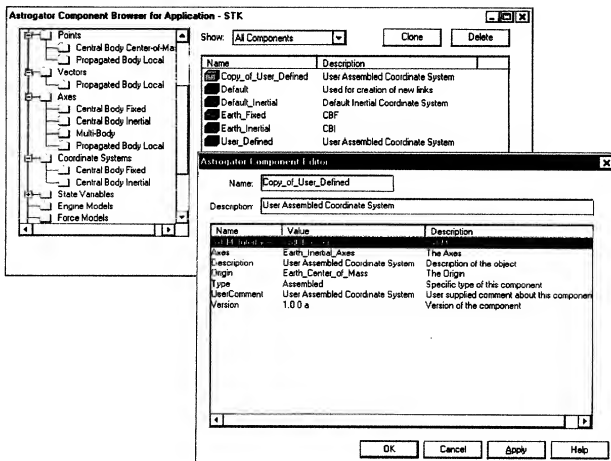 Astrogator Component Browser for Application - STK
Points
Central Body Center-of-Mas
Propagated Body Local
Vectors
Propagated Body Local
Axes
Central Body Fixed
Central Body Inertial
Multi-Body
Propagated Body Local
Coordinate Systems
Central Body Fixed
Central Body Inertial
State Variables
Engine Models
Force Models
Show: All Components Clone Delete
Name Description
Copy_of_User_Defined User Assembled Coordinate System
Default Used for creation of new links
Default_Inertial Default Inertial Coordinate System
Earth_Fixed CBF
Earth_Inertial CBI
User_Defined User Assembled Coordinate System
Astrogator Component Editor
Name: Copy_of_User_Defined
Description: User Assembled Coordinate System
Name Value Description
Axes Earth_Inertial_Axes The Axes
Description User Assembled Coordinate System Description of the object
Origin Earth_Center_of_Mass The Origin
Type Assembled Specific type of this component
UserComment User Assembled Coordinate System User supplied comment about this componen
Version 1.0.0.a Version of the component
OK Cancel Apply Help